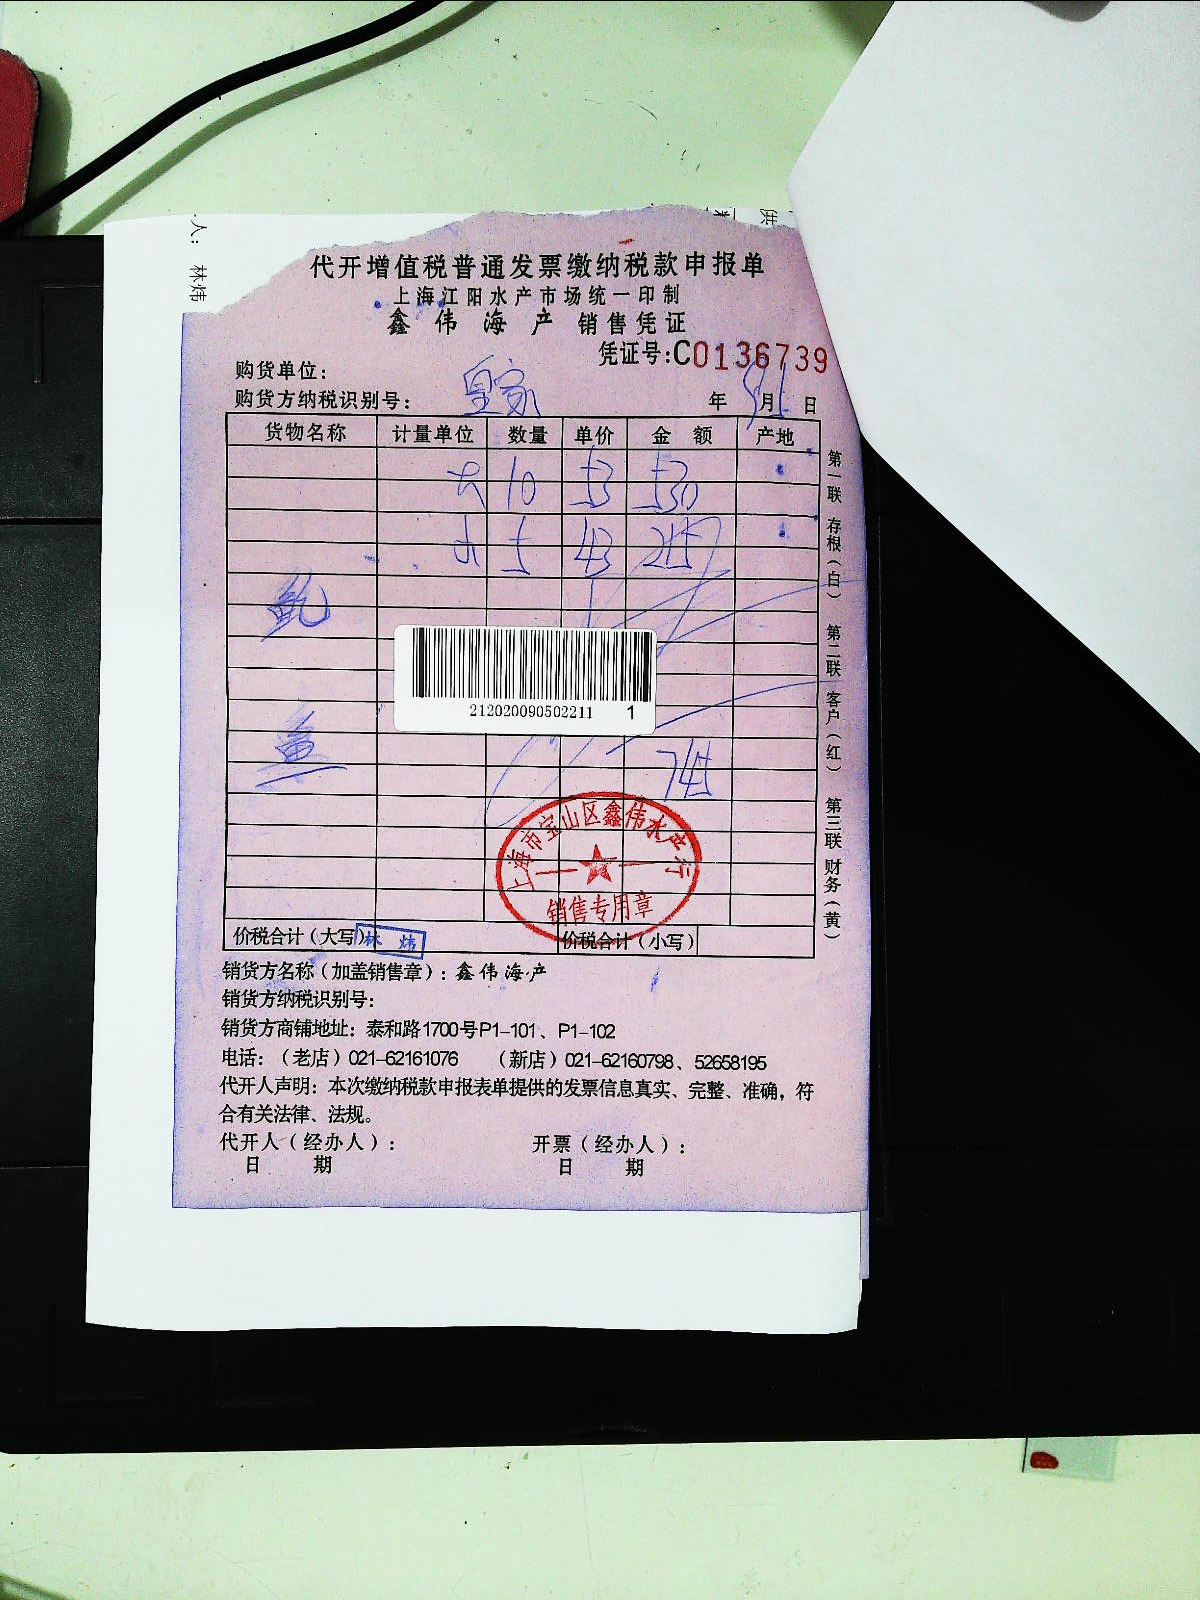 供
人：
林炜
代开增值税普通发票缴纳税款申报单
上海江阳水产市场统一印制
鑫伟海产 销售凭证
凭证号:C0136739
购货单位：
皇家
购货方纳税识别号：
年 月 日
货物名称 计量单位 数量 单价 金额 产地
大 10 53 530
小 5 43 215
鲍
212020090502211 1
鱼
745
上海市宝山区鑫伟水产行
销售专用章
价税合计（大写） 林炜 价税合计（小写）
销货方名称（加盖销售章）：鑫伟海产
销货方纳税识别号：
销货方商铺地址：泰和路1700号P1-101、P1-102
电话：（老店）021-62161076 （新店）021-62160798、52658195
代开人声明：本次缴纳税款申报表单提供的发票信息真实、完整、准确，符
合有关法律、法规。
代开人（经办人）： 开票（经办人）：
日期 日期
第一联 存根（白） 第二联 客户（红） 第三联 财务（黄）